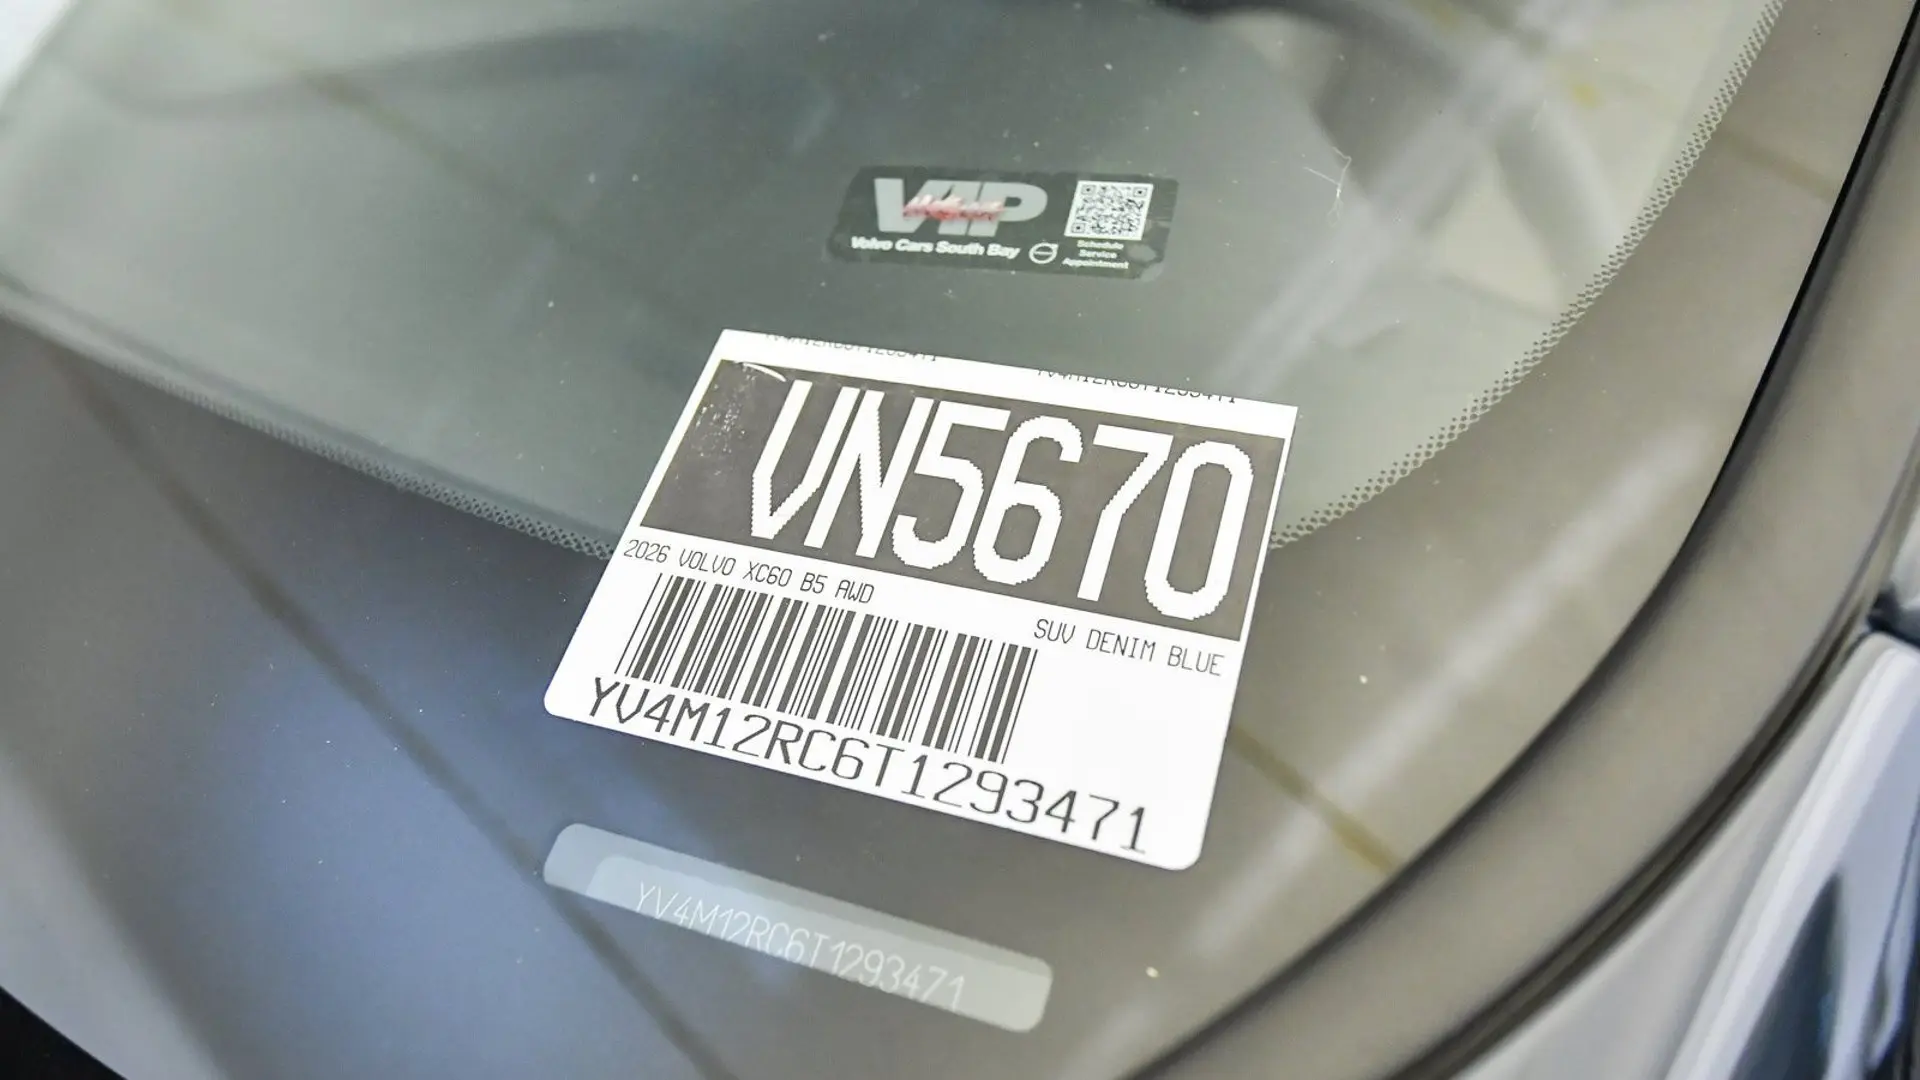 VIP
Volvo Cars South Bay
Schedule
Service
Appointment
YV4M12RC6T1293471
VN5670
2026 VOLVO XC60 B5 AWD
SUV DENIM BLUE
YV4M12RC6T1293471
YV4M12RC6T1293471